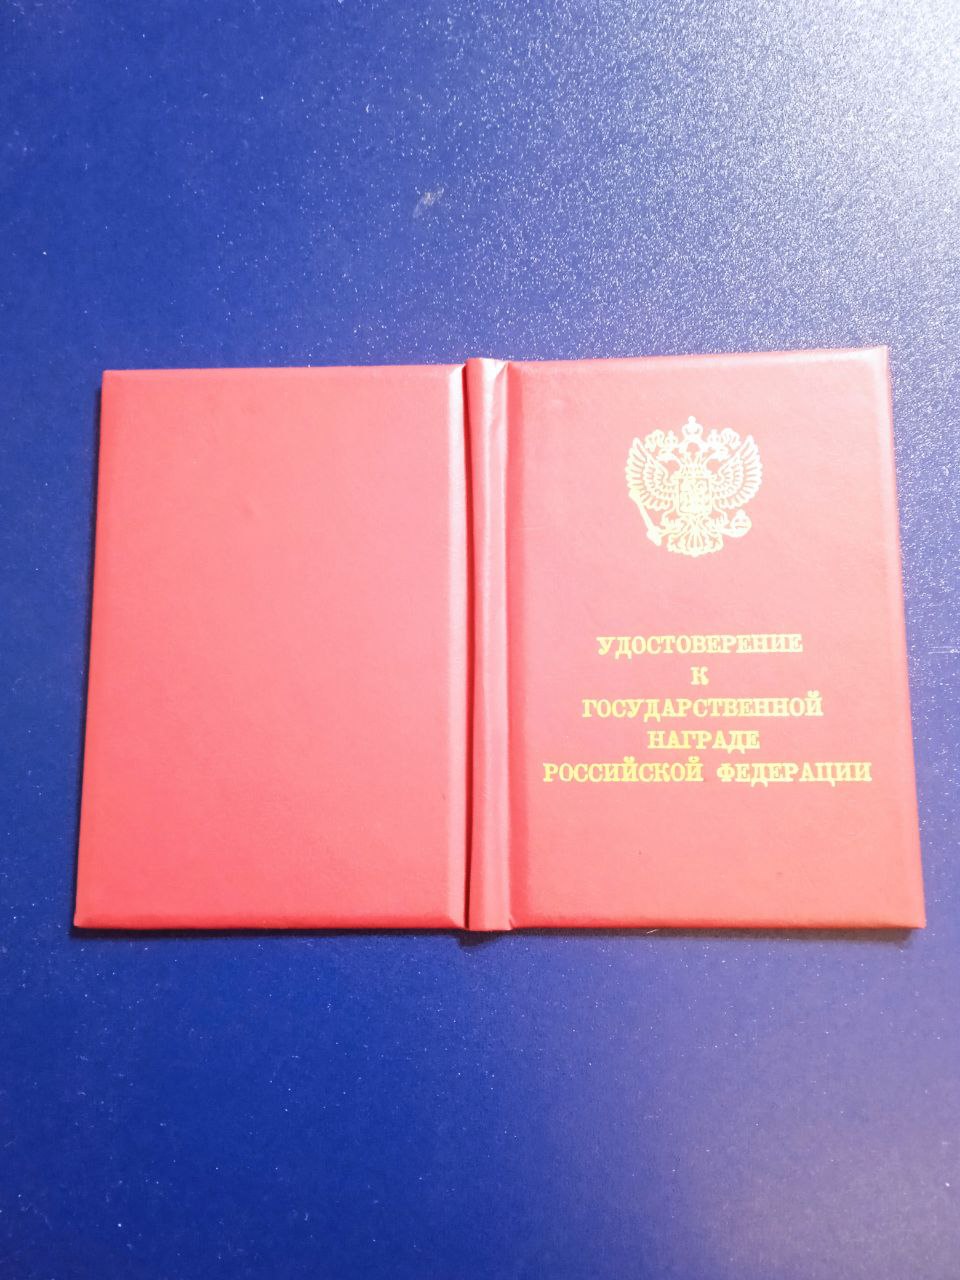 УДОСТОВЕРЕНИЕ
К
ГОСУДАРСТВЕННОЙ
НАГРАДЕ
РОССИЙСКОЙ ФЕДЕРАЦИИ